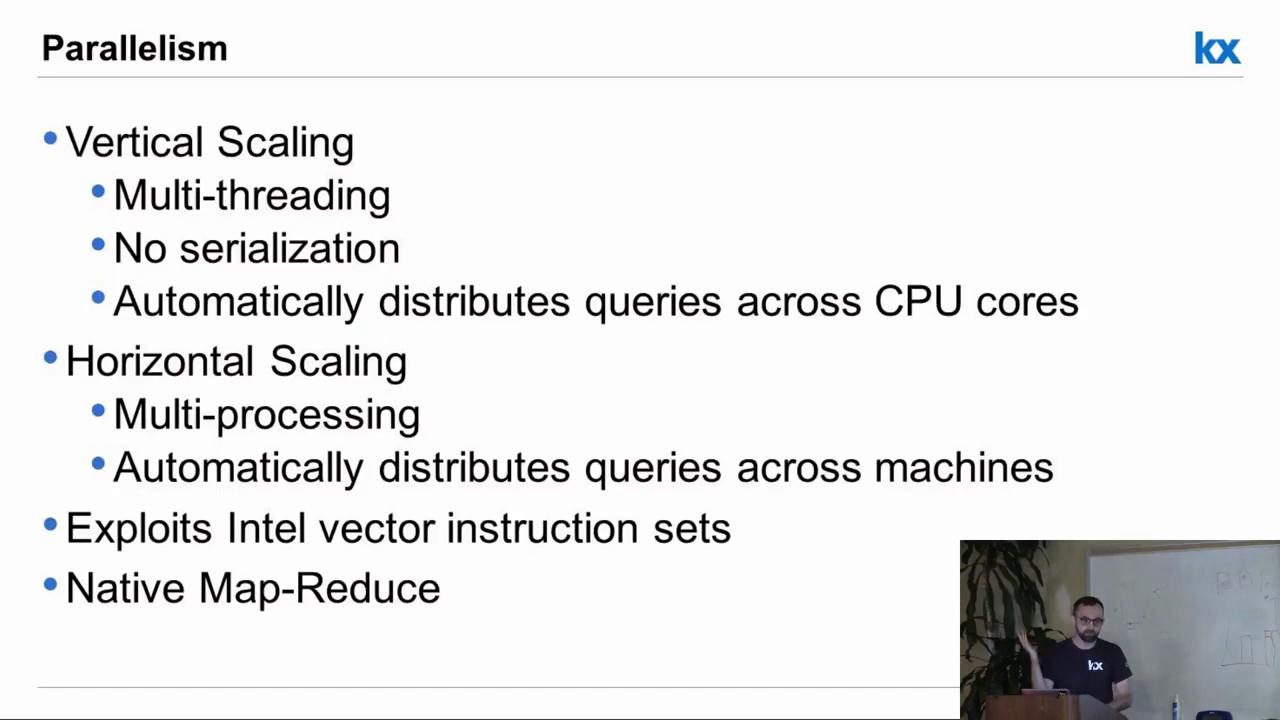 Parallelism
kx
• Vertical Scaling
• Multi-threading
• No serialization
• Automatically distributes queries across CPU cores
• Horizontal Scaling
• Multi-processing
• Automatically distributes queries across machines
• Exploits Intel vector instruction sets
• Native Map-Reduce
kx